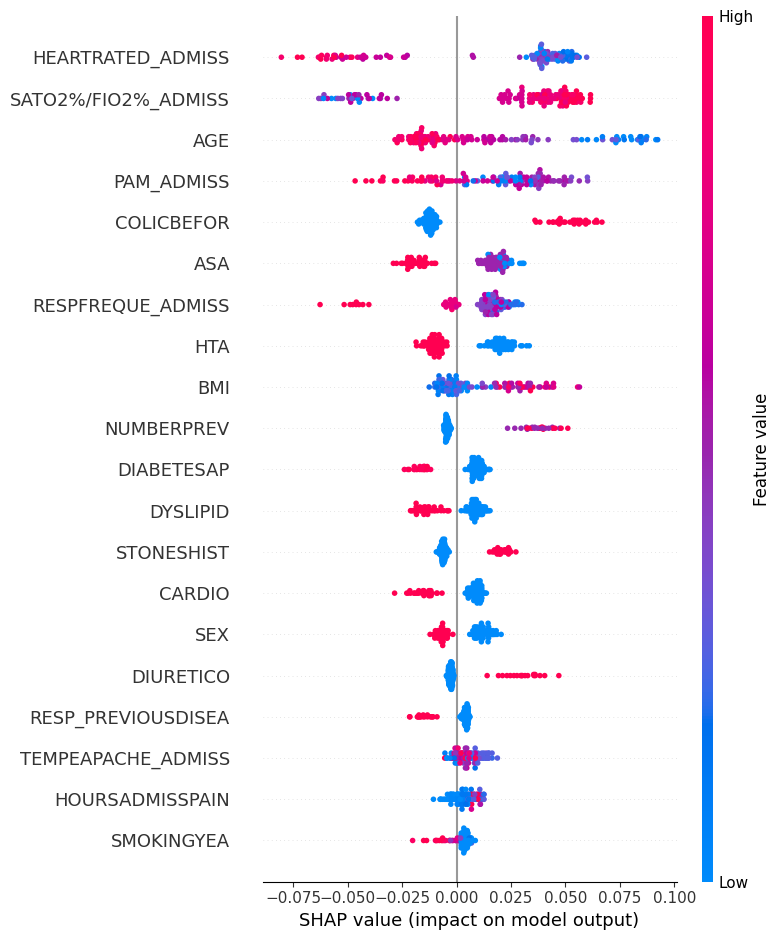 High
HEARTRATED_ADMISS
SATO2%/FIO2%_ADMISS
AGE
PAM_ADMISS
COLICBEFOR
ASA
RESPFREQUE_ADMISS
HTA
BMI
NUMBERPREV
DIABETESAP
DYSLIPID
STONESHIST
CARDIO
SEX
DIURETICO
RESP_PREVIOUSDISEA
TEMPEAPACHE_ADMISS
HOURSADMISSPAIN
SMOKINGYEA
Feature value
Low
−0.075 −0.050 −0.025 0.000 0.025 0.050 0.075 0.100
SHAP value (impact on model output)